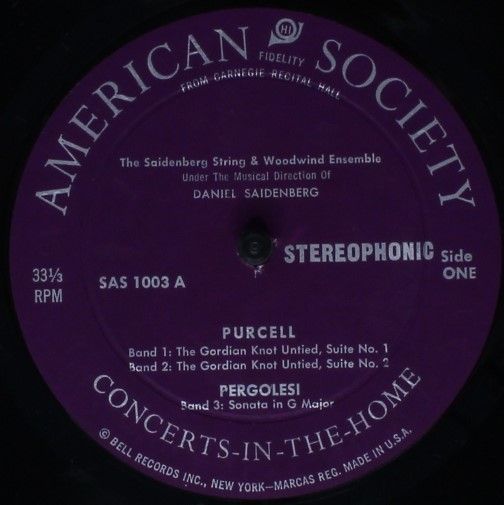 AMERICAN SOCIETY
HI
FIDELITY
FROM CARNEGIE RECITAL HALL
The Saidenberg String & Woodwind Ensemble
Under The Musical Direction Of
DANIEL SAIDENBERG
STEREOPHONIC
Side
ONE
33⅓
RPM
SAS 1003 A
PURCELL
Band 1: The Gordian Knot Untied, Suite No. 1
Band 2: The Gordian Knot Untied, Suite No. 2
PERGOLESI
Band 3: Sonata in G Major
CONCERTS-IN-THE-HOME
© BELL RECORDS INC., NEW YORK—MARCAS REG. MADE IN U.S.A.